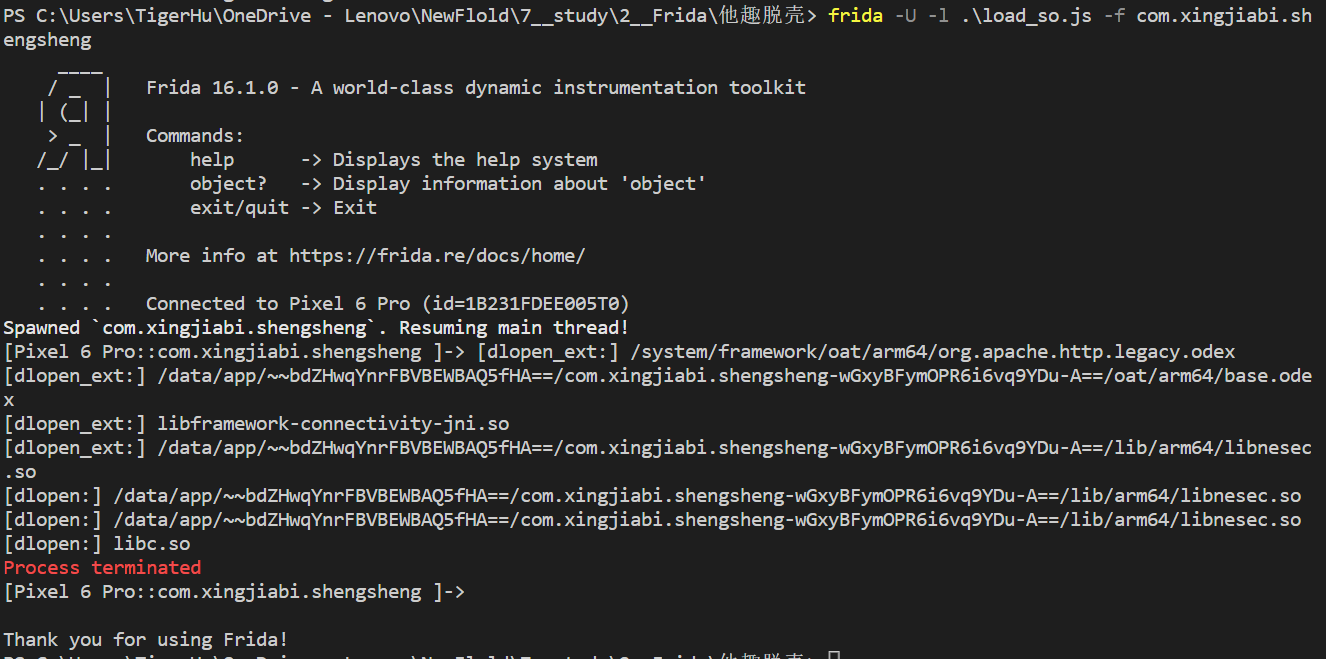 PS C:\Users\TigerHu\OneDrive - Lenovo\NewFlold\7__study\2__Frida\他趣脱壳> frida -U -l .\load_so.js -f com.xingjiabi.sh
engsheng
     ____
    / _  |   Frida 16.1.0 - A world-class dynamic instrumentation toolkit
   | (_| |
    > _  |   Commands:
   /_/ |_|       help      -> Displays the help system
   . . . .       object?   -> Display information about 'object'
   . . . .       exit/quit -> Exit
   . . . .
   . . . .   More info at https://frida.re/docs/home/
   . . . .
   . . . .   Connected to Pixel 6 Pro (id=1B231FDEE005T0)
Spawned `com.xingjiabi.shengsheng`. Resuming main thread!
[Pixel 6 Pro::com.xingjiabi.shengsheng ]-> [dlopen_ext:] /system/framework/oat/arm64/org.apache.http.legacy.odex
[dlopen_ext:] /data/app/~~bdZHwqYnrFBVBEWBAQ5fHA==/com.xingjiabi.shengsheng-wGxyBFymOPR6i6vq9YDu-A==/oat/arm64/base.ode
x
[dlopen_ext:] libframework-connectivity-jni.so
[dlopen_ext:] /data/app/~~bdZHwqYnrFBVBEWBAQ5fHA==/com.xingjiabi.shengsheng-wGxyBFymOPR6i6vq9YDu-A==/lib/arm64/libnesec
.so
[dlopen:] /data/app/~~bdZHwqYnrFBVBEWBAQ5fHA==/com.xingjiabi.shengsheng-wGxyBFymOPR6i6vq9YDu-A==/lib/arm64/libnesec.so
[dlopen:] /data/app/~~bdZHwqYnrFBVBEWBAQ5fHA==/com.xingjiabi.shengsheng-wGxyBFymOPR6i6vq9YDu-A==/lib/arm64/libnesec.so
[dlopen:] libc.so
Process terminated
[Pixel 6 Pro::com.xingjiabi.shengsheng ]->
Thank you for using Frida!